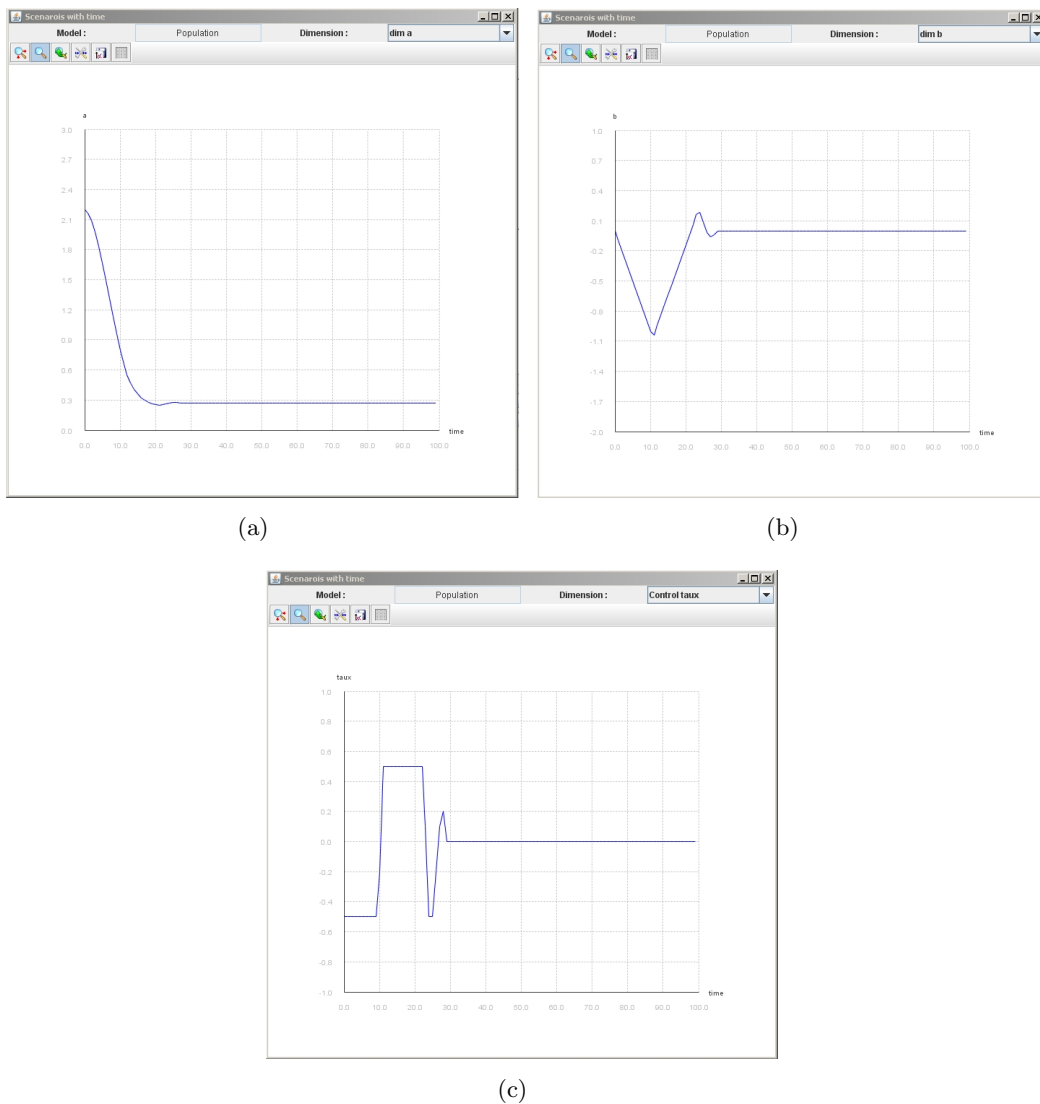 Scenarois with time
Model : Population Dimension : dim a
a
3.0
2.7
2.4
2.1
1.8
1.5
1.2
0.9
0.6
0.3
0.0
time
0.0 10.0 20.0 30.0 40.0 50.0 60.0 70.0 80.0 90.0 100.0
(a)
Scenarois with time
Model : Population Dimension : dim b
b
1.0
0.7
0.4
0.1
-0.2
-0.5
-0.8
-1.1
-1.4
-1.7
-2.0
time
0.0 10.0 20.0 30.0 40.0 50.0 60.0 70.0 80.0 90.0 100.0
(b)
Scenarois with time
Model : Population Dimension : Control taux
taux
1.0
0.8
0.6
0.4
0.2
0.0
-0.2
-0.4
-0.6
-0.8
-1.0
time
0.0 10.0 20.0 30.0 40.0 50.0 60.0 70.0 80.0 90.0 100.0
(c)